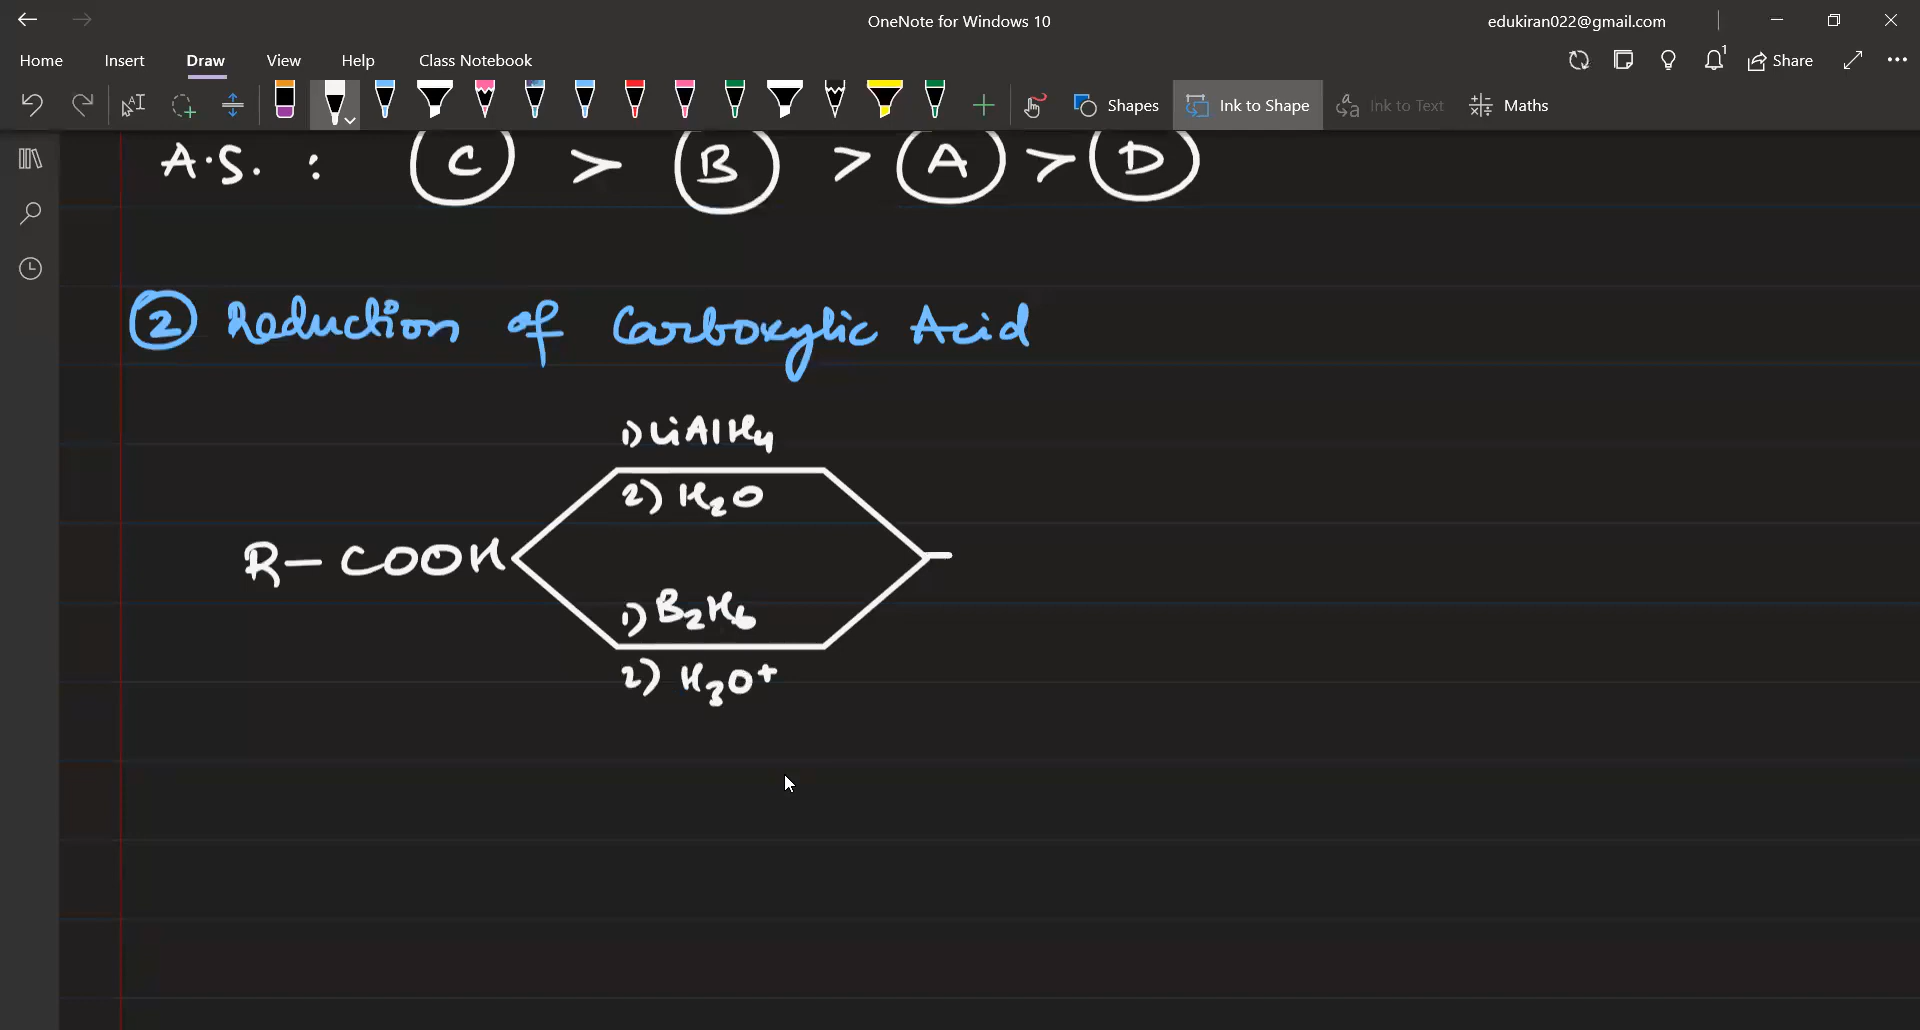 OneNote for Windows 10
edukiran022@gmail.com
Home Insert Draw View Help Class Notebook
1
Share
Shapes Ink to Shape Ink to Text Maths
A.S. : C > B > A > D
2 Reduction of Carboxylic Acid
1) LiAlH4
2) H2O
R- COOH
1) B2H6
2) H3O+